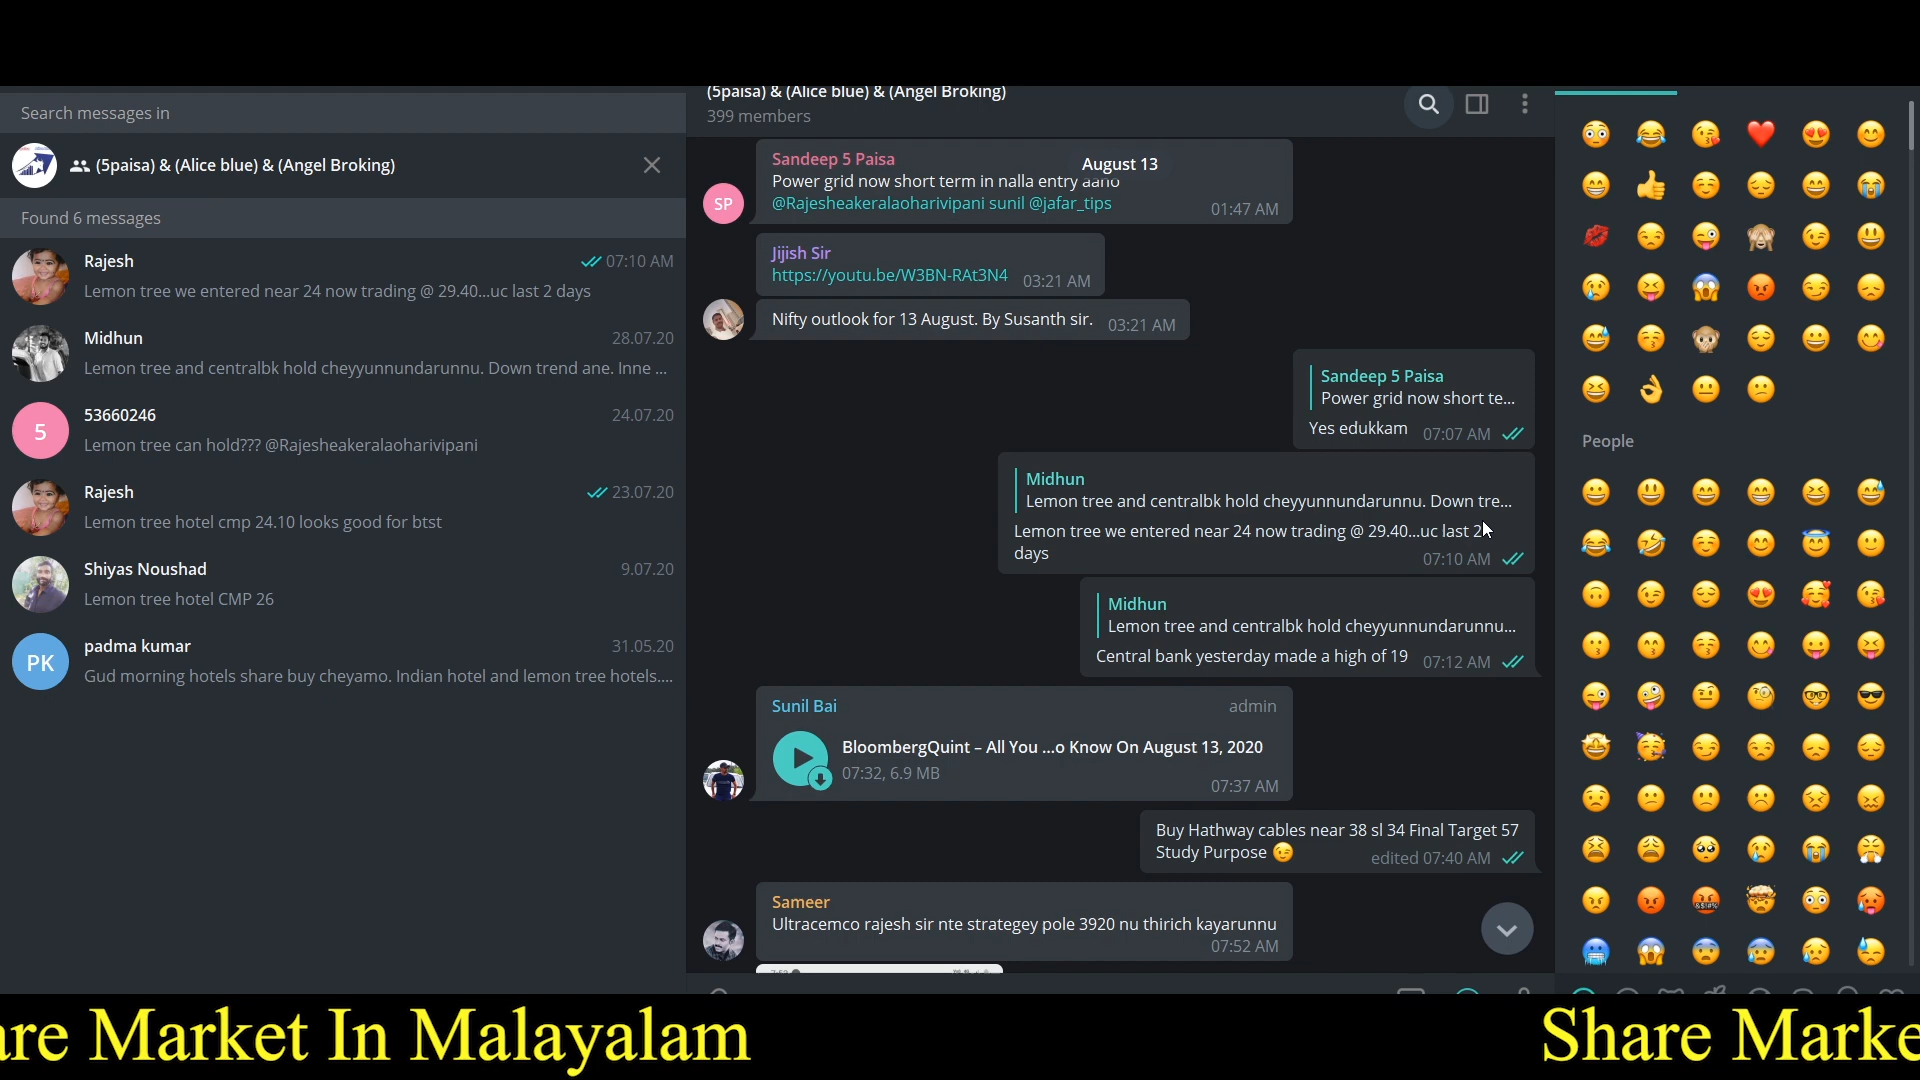 Search messages in
(5paisa) & (Alice blue) & (Angel Broking)
Found 6 messages
Rajesh 07:10 AM
Lemon tree we entered near 24 now trading @ 29.40...uc last 2 days
Midhun 28.07.20
Lemon tree and centralbk hold cheyyunnundarunnu. Down trend ane. Inne ...
5
53660246 24.07.20
Lemon tree can hold??? @Rajesheakeralaoharivipani
Rajesh 23.07.20
Lemon tree hotel cmp 24.10 looks good for btst
Shiyas Noushad 9.07.20
Lemon tree hotel CMP 26
PK
padma kumar 31.05.20
Gud morning hotels share buy cheyamo. Indian hotel and lemon tree hotels....
(5paisa) & (Alice blue) & (Angel Broking)
399 members
August 13
SP
Sandeep 5 Paisa
Power grid now short term in nalla entry aano
@Rajesheakeralaoharivipani sunil @jafar_tips 01:47 AM
Jijish Sir
https://youtu.be/W3BN-RAt3N4 03:21 AM
Nifty outlook for 13 August. By Susanth sir. 03:21 AM
Sandeep 5 Paisa
Power grid now short te...
Yes edukkam 07:07 AM
Midhun
Lemon tree and centralbk hold cheyyunnundarunnu. Down tre...
Lemon tree we entered near 24 now trading @ 29.40...uc last 2
days 07:10 AM
Midhun
Lemon tree and centralbk hold cheyyunnundarunnu...
Central bank yesterday made a high of 19 07:12 AM
Sunil Bai admin
BloombergQuint – All You ...o Know On August 13, 2020
07:32, 6.9 MB
07:37 AM
Buy Hathway cables near 38 sl 34 Final Target 57
Study Purpose 😉 edited 07:40 AM
Sameer
Ultracemco rajesh sir nte strategey pole 3920 nu thirich kayarunnu
07:52 AM
People
are Market In Malayalam
Share Marke